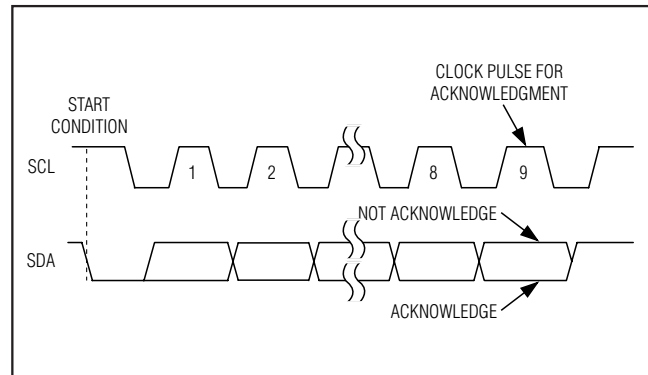 CLOCK PULSE FOR
ACKNOWLEDGMENT
START
CONDITION
SCL
1
2
8
9
NOT ACKNOWLEDGE
SDA
ACKNOWLEDGE